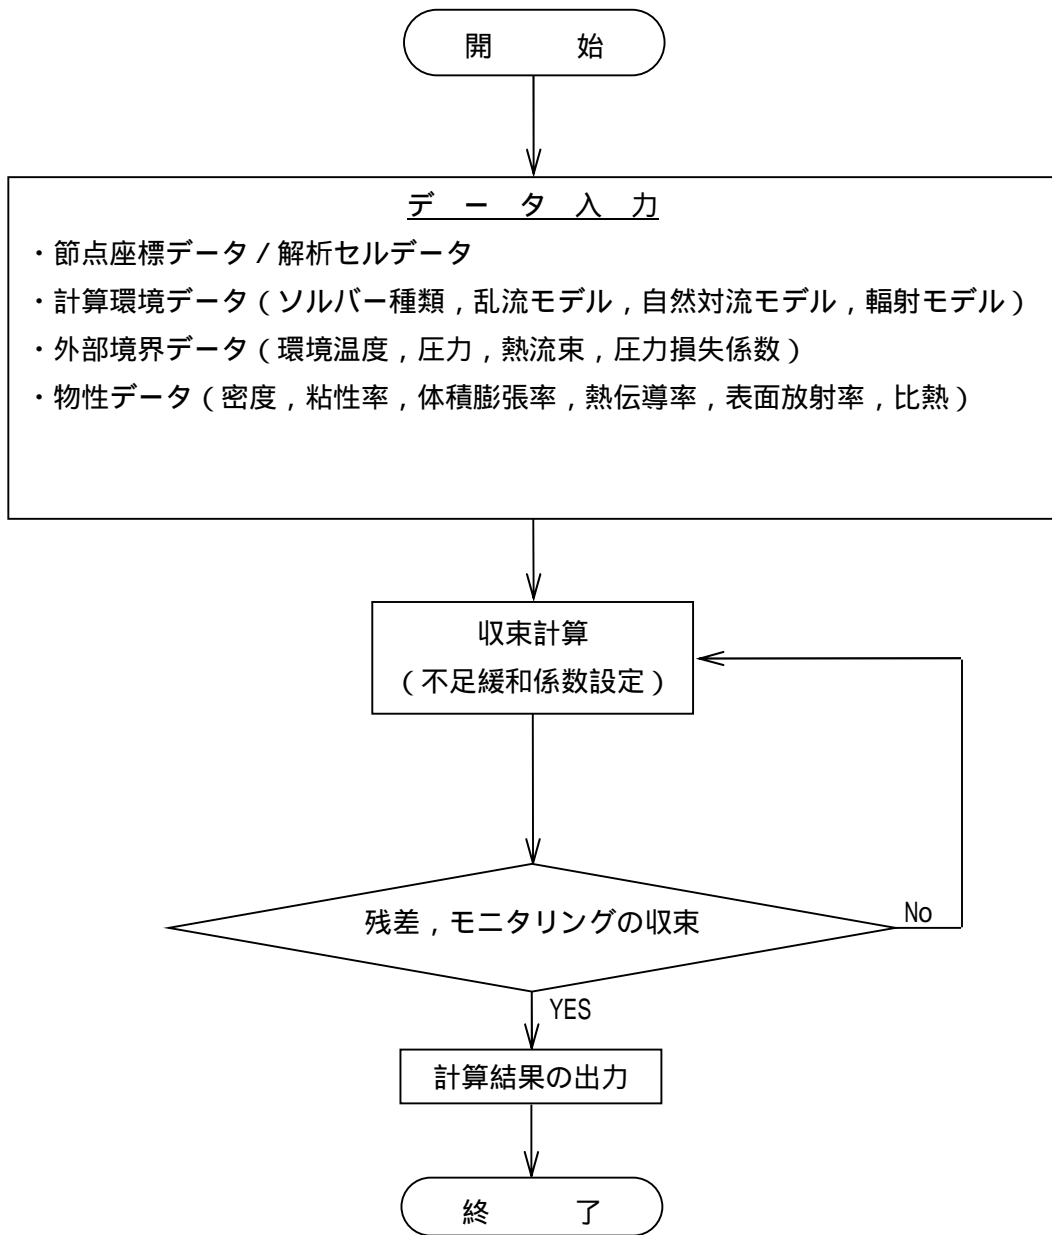 開 始
データ入力
・節点座標データ / 解析セルデータ
・計算環境データ ( ソルバー種類 , 乱流モデル , 自然対流モデル , 輻射モデル )
・外部境界データ ( 環境温度 , 圧力 , 熱流束 , 圧力損失係数 )
・物性データ ( 密度 , 粘性率 , 体積膨張率 , 熱伝導率 , 表面放射率 , 比熱 )
収束計算
( 不足緩和係数設定 )
残差 , モニタリングの収束
No
YES
計算結果の出力
終 了